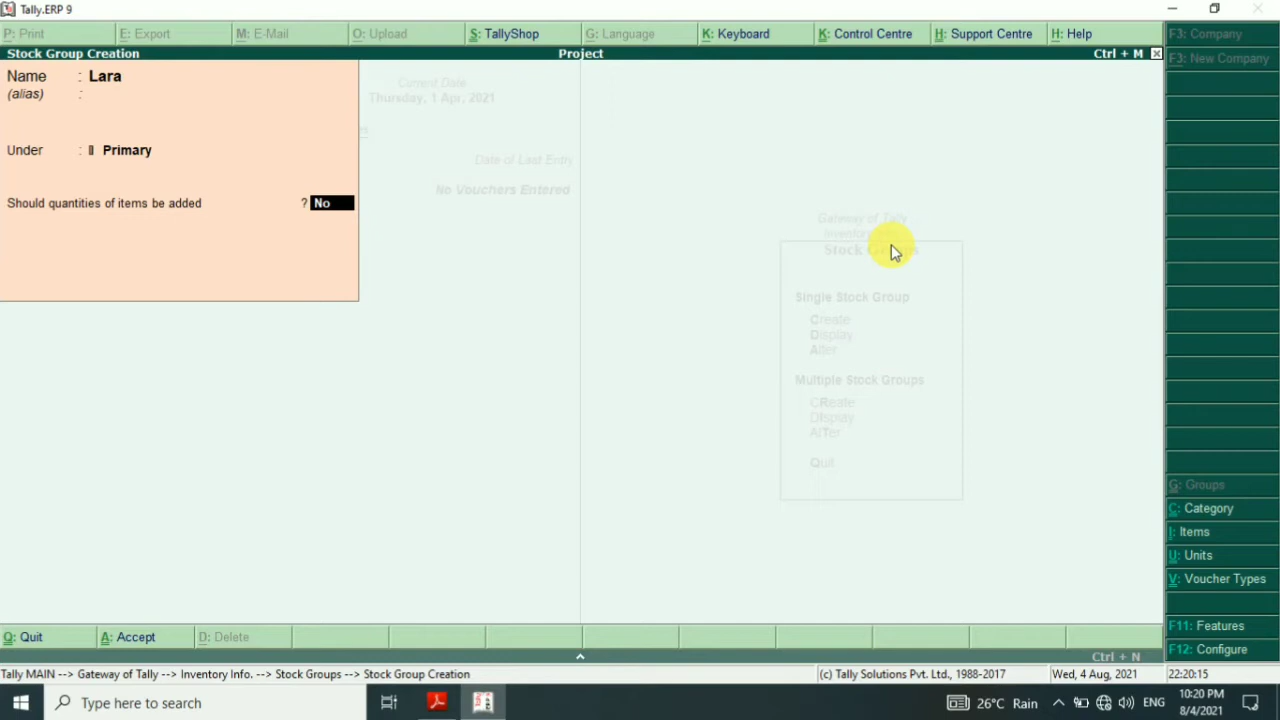 Tally.ERP 9
P: Print E: Export M: E-Mail O: Upload S: TallyShop G: Language K: Keyboard K: Control Centre H: Support Centre H: Help
F3: Company
Stock Group Creation Project Ctrl + M
F3: New Company
Name : Lara
(alias) :
Current Date
Thursday, 1 Apr, 2021
Under : Primary
Date of Last Entry
No Vouchers Entered
Should quantities of items be added ? No
Gateway of Tally
Stock Groups
Single Stock Group
Create
Display
Alter
Multiple Stock Groups
CReate
DIsplay
AlTer
Quit
G: Groups
C: Category
I: Items
U: Units
V: Voucher Types
F11: Features
F12: Configure
Q: Quit A: Accept D: Delete
Ctrl + N
Tally MAIN --> Gateway of Tally --> Inventory Info. --> Stock Groups --> Stock Group Creation (c) Tally Solutions Pvt. Ltd., 1988-2017 Wed, 4 Aug, 2021 22:20:15
Type here to search 26°C Rain ENG 10:20 PM
8/4/2021